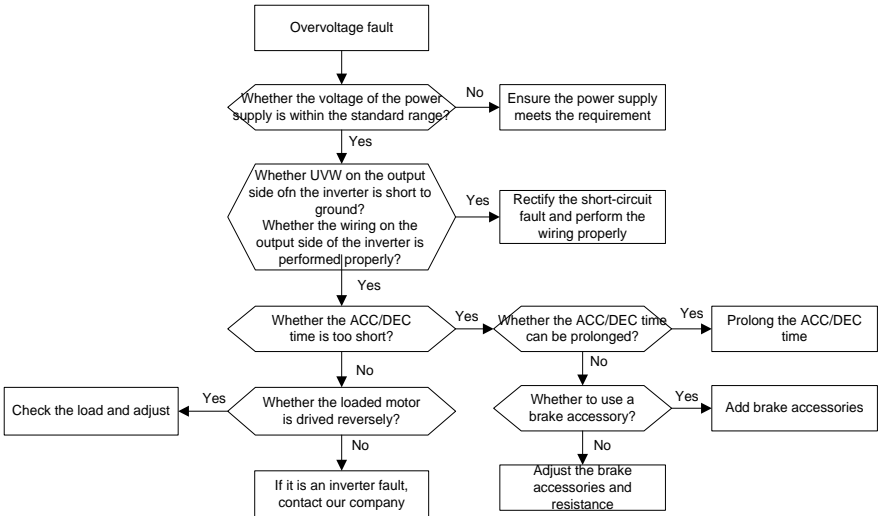 Overvoltage fault
Whether the voltage of the power
supply is within the standard range?
No
Ensure the power supply
meets the requirement
Yes
Whether UVW on the output
side ofn the inverter is short to
ground?
Whether the wiring on the
output side of the inverter is
performed properly?
Yes
Rectify the short-circuit
fault and perform the
wiring properly
Yes
Whether the ACC/DEC
time is too short?
Yes
Whether the ACC/DEC time
can be prolonged?
Yes
Prolong the ACC/DEC
time
No
No
Check the load and adjust
Yes
Whether the loaded motor
is drived reversely?
Whether to use a
brake accessory?
Yes
Add brake accessories
No
No
If it is an inverter fault,
contact our company
Adjust the brake
accessories and
resistance